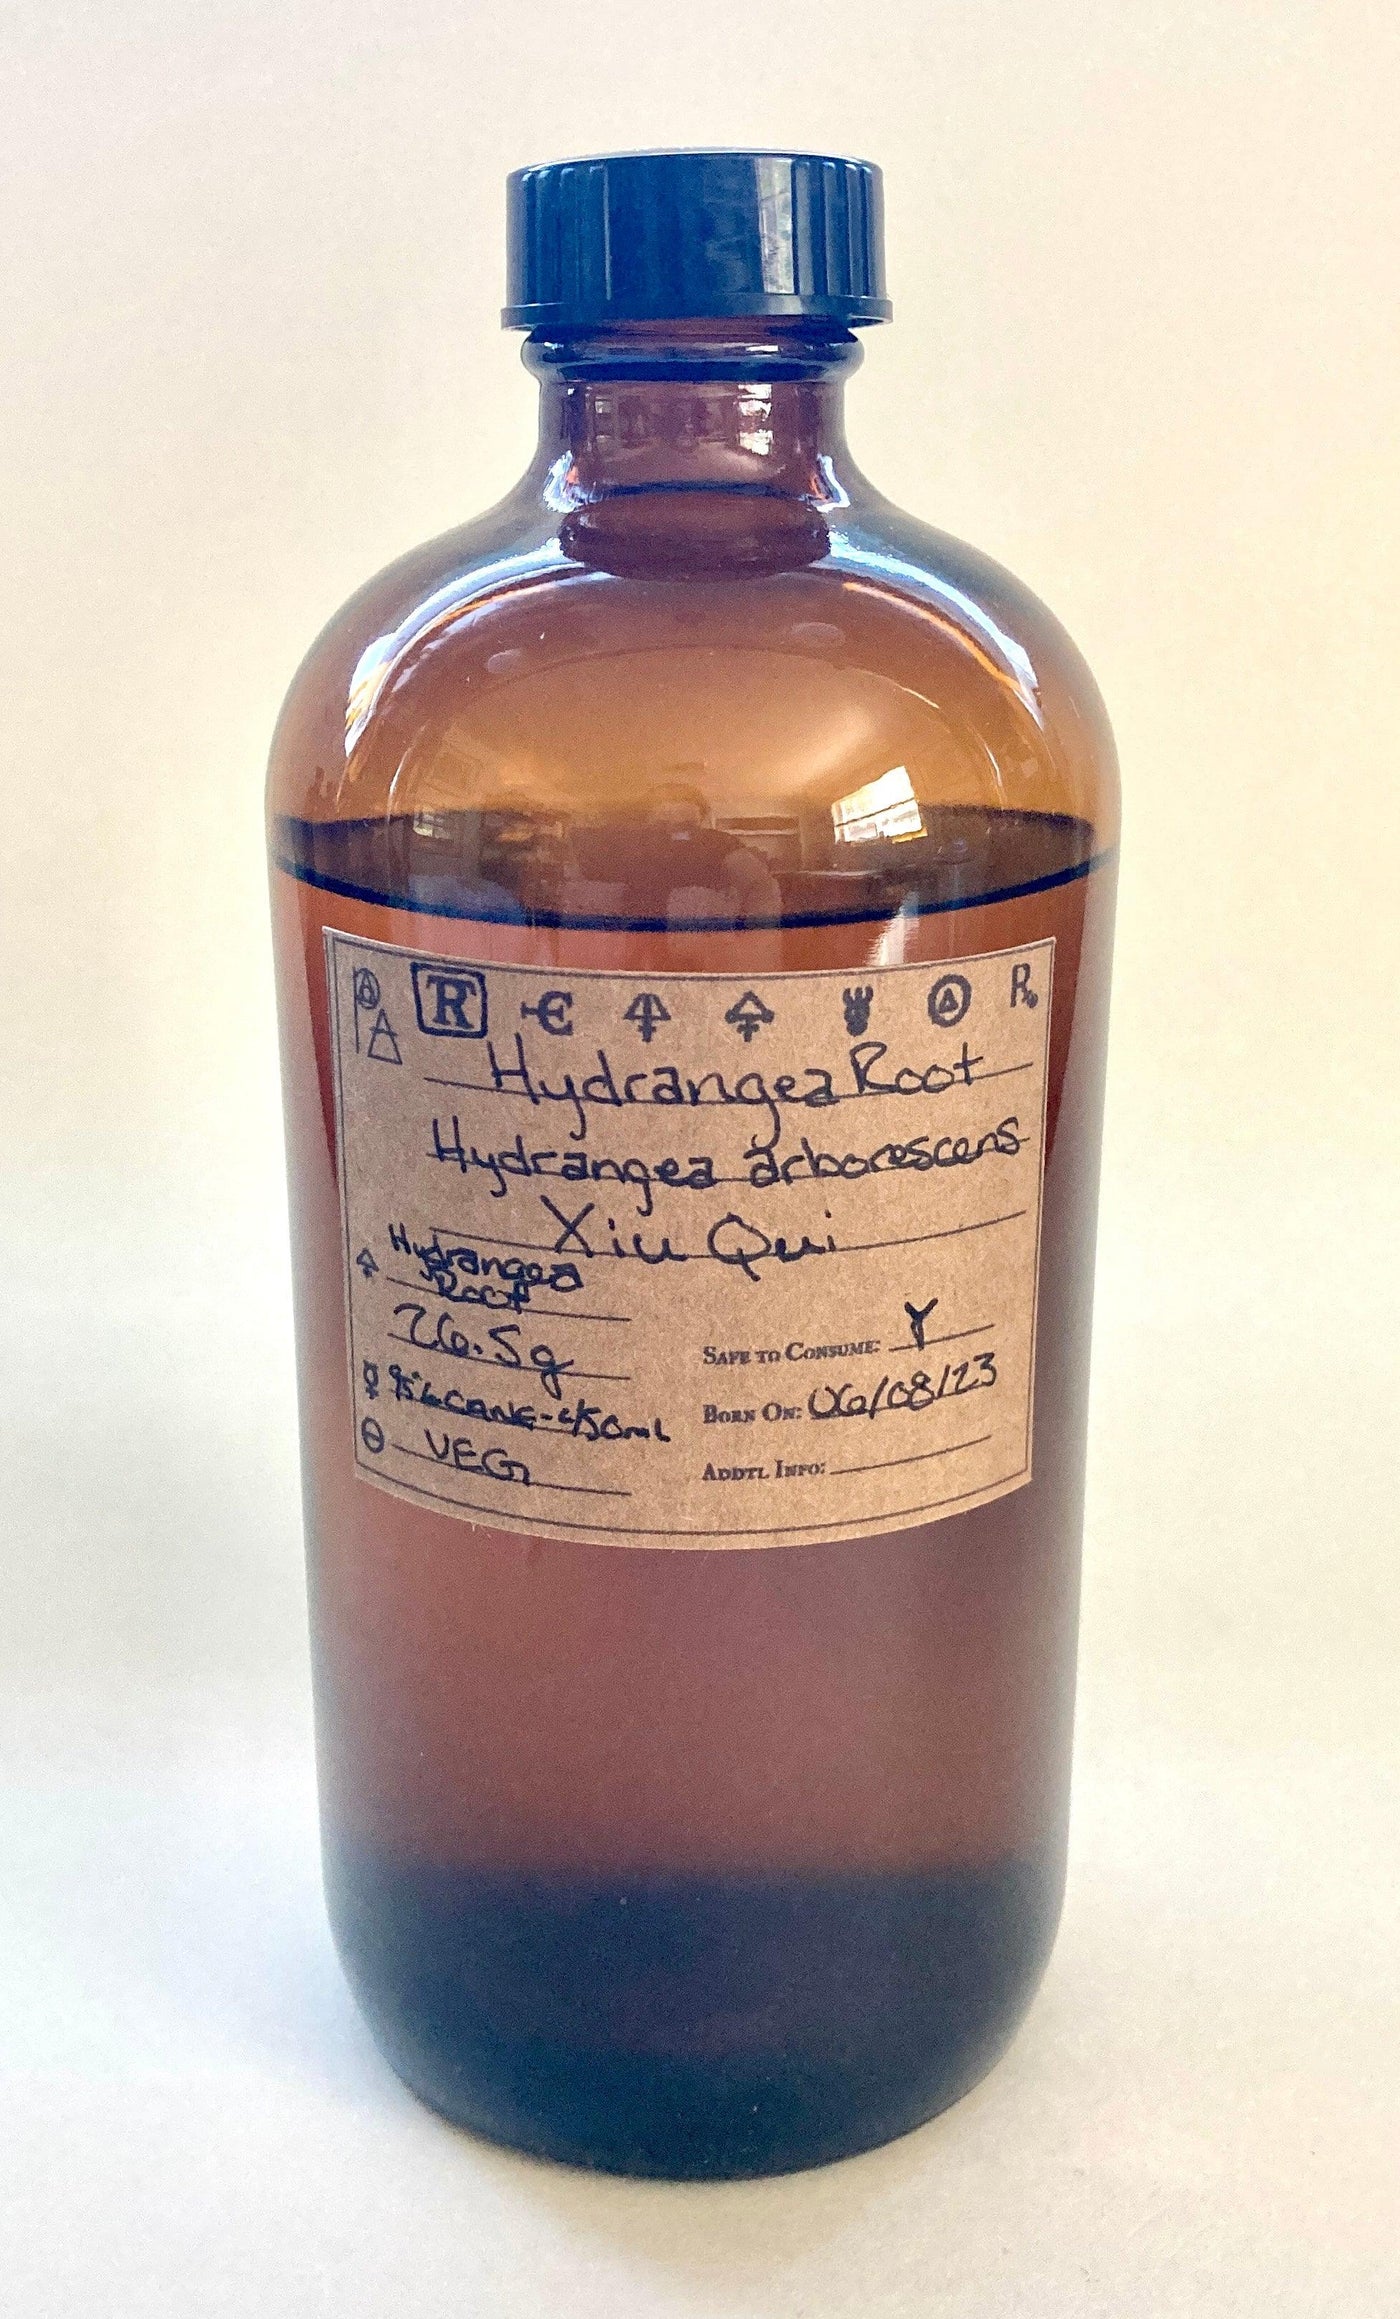 Hydrangea Root
Hydrangea arborescens
Xiu Qui
Hydrangea
Root
26.5g
95% CANE - 450mL
VEG
SAFE TO CONSUME: Y
BORN ON: 06/08/23
ADDTL INFO: